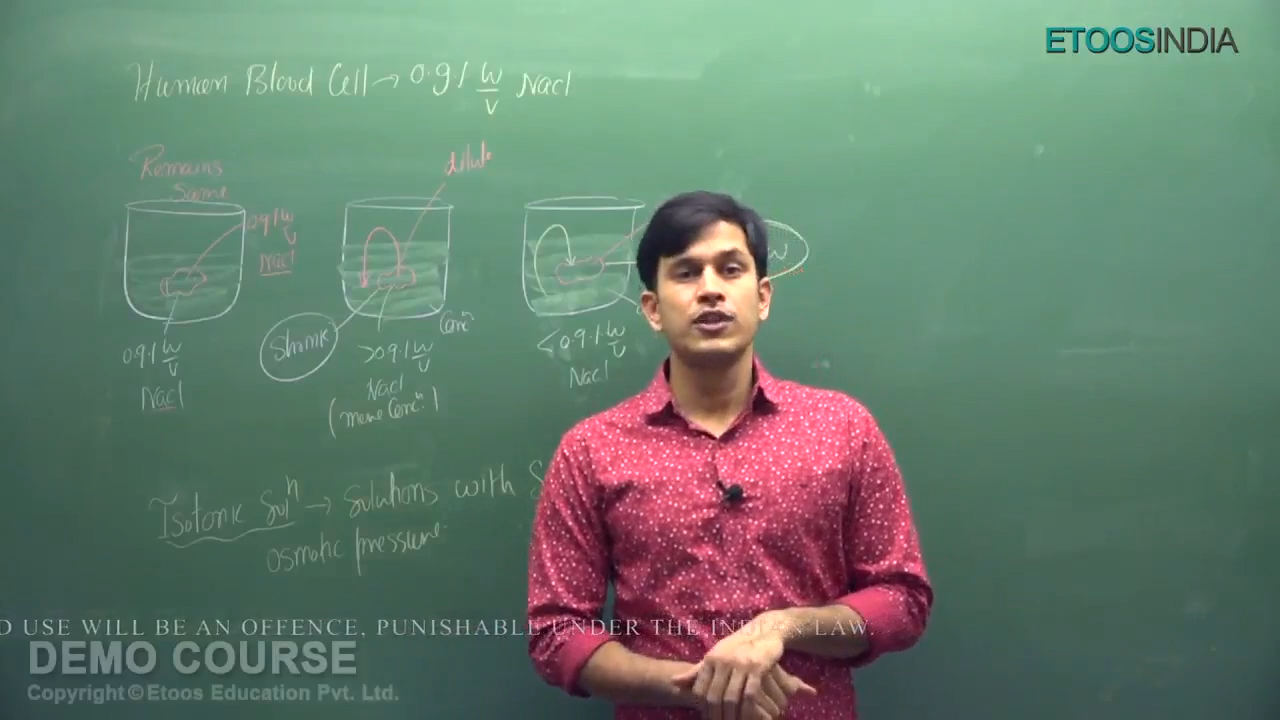 ETOOSINDIA
Human Blood Cell → 0.9% w/v Nacl
Remains
Same
dilute
0.9% w/v
Nacl
Shrink
Concn
0.9% w/v
Nacl
>0.9% w/v
Nacl
(more Concn.)
<0.9% w/v
Nacl
w
Isotonic Soln → Solutions with S
osmotic pressure.
D USE WILL BE AN OFFENCE, PUNISHABLE UNDER THE INDIAN LAW.
DEMO COURSE
Copyright © Etoos Education Pvt. Ltd.